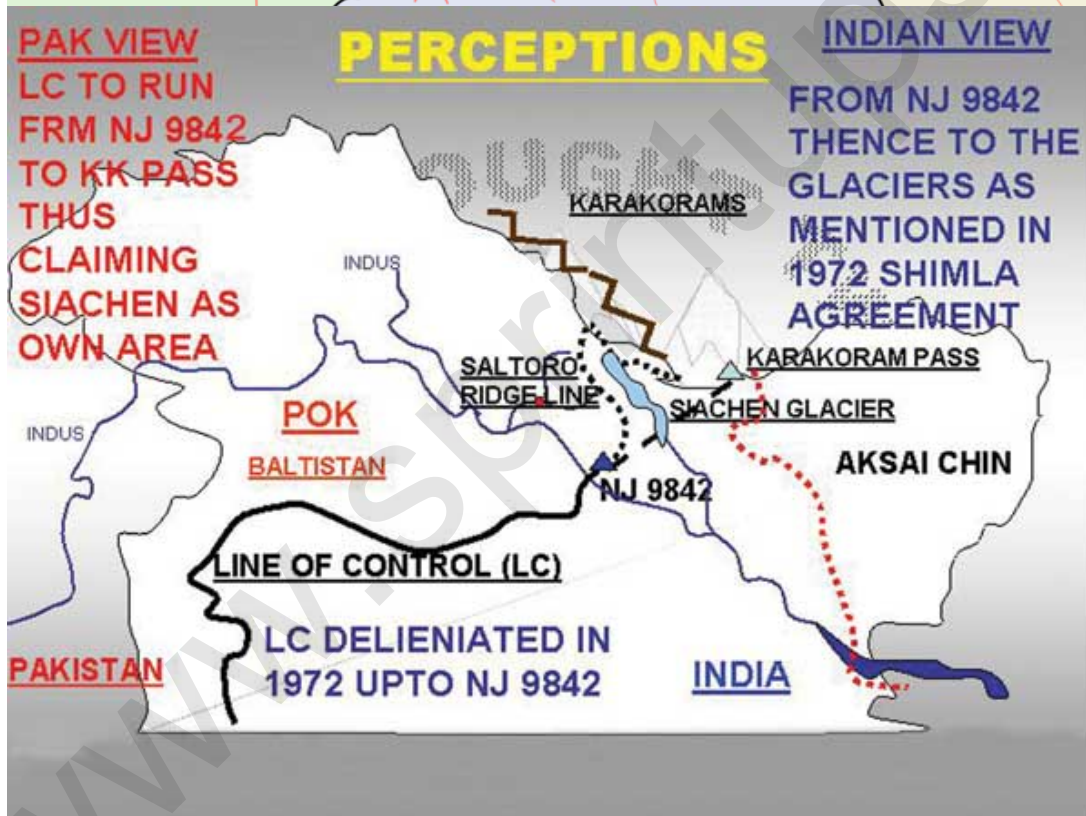 PERCEPTIONS
PAK VIEW
LC TO RUN
FRM NJ 9842
TO KK PASS
THUS
CLAIMING
SIACHEN AS
OWN AREA
INDIAN VIEW
FROM NJ 9842
THENCE TO THE
GLACIERS AS
MENTIONED IN
1972 SHIMLA
AGREEMENT
KARAKORAMS
INDUS
KARAKORAM PASS
SALTORO
RIDGE LINE
SIACHEN GLACIER
POK
INDUS
BALTISTAN
AKSAI CHIN
NJ 9842
LINE OF CONTROL (LC)
LC DELIENIATED IN
1972 UPTO NJ 9842
PAKISTAN
INDIA